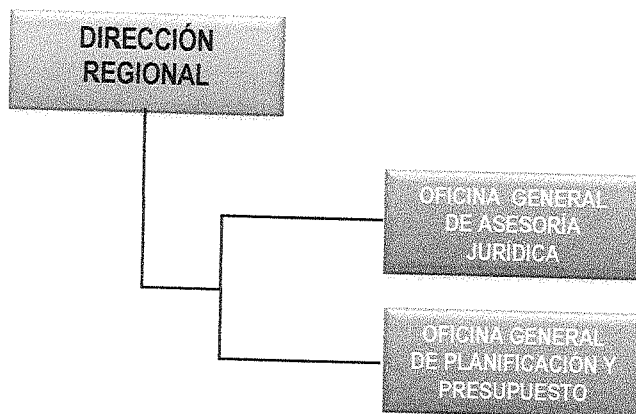 DIRECCIÓN
REGIONAL
OFICINA GENERAL
DE ASESORIA
JURIDICA
OFICINA GENERAL
DE PLANIFICACION Y
PRESUPUESTO